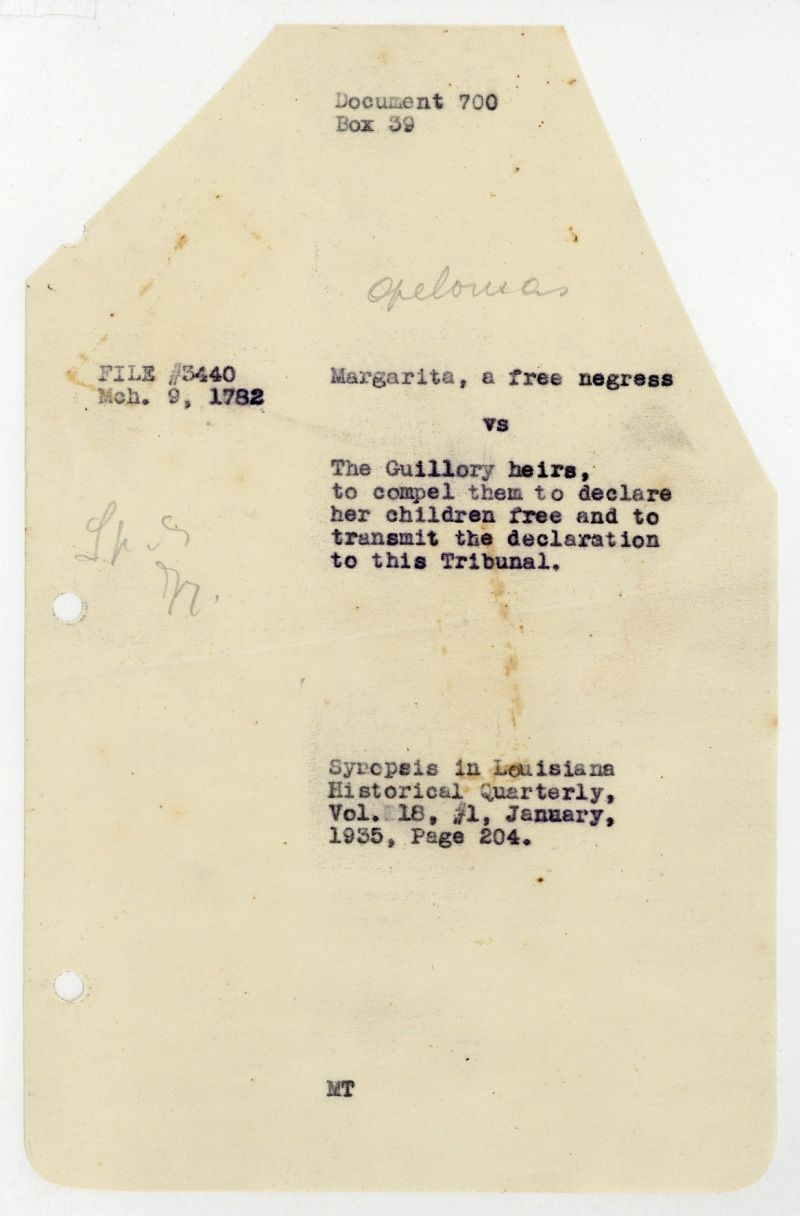 Document 700
Box 39
Opelousas
FILE #3440
Mch. 9, 1782
Margarita, a free negress
vs
The Guillory heirs,
to compel them to declare
her children free and to
transmit the declaration
to this Tribunal.
Synopsis in Louisiana
Historical Quarterly,
Vol. 18, #1, January,
1935, Page 204.
MT